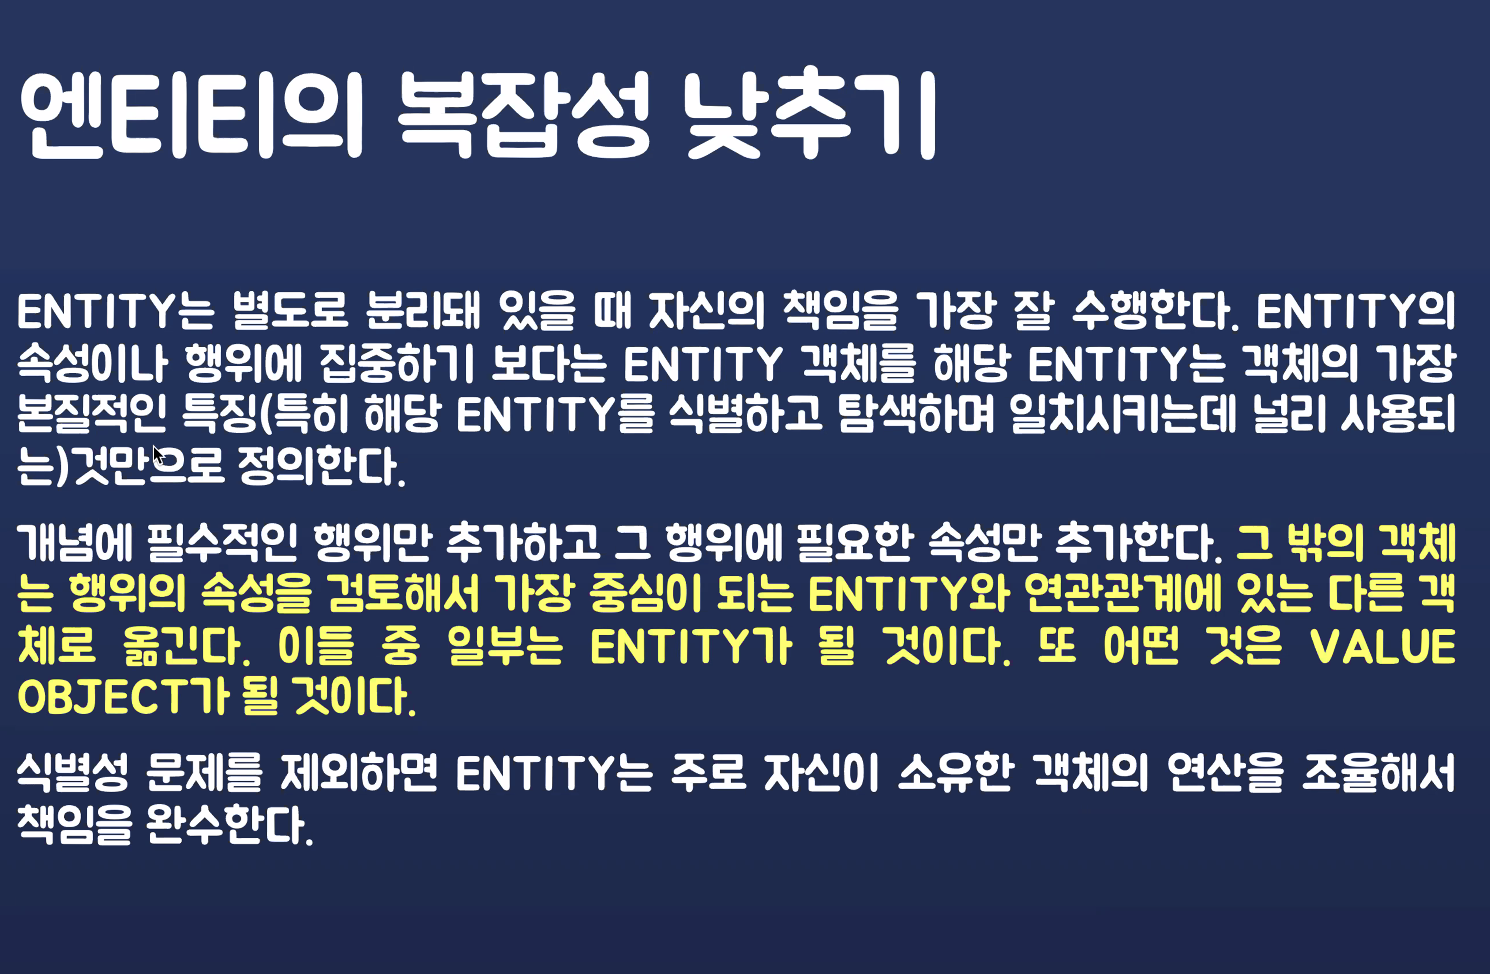 엔티티의 복잡성 낮추기
ENTITY는 별도로 분리돼 있을 때 자신의 책임을 가장 잘 수행한다. ENTITY의
속성이나 행위에 집중하기 보다는 ENTITY 객체를 해당 ENTITY는 객체의 가장
본질적인 특징(특히 해당 ENTITY를 식별하고 탐색하며 일치시키는데 널리 사용되
는)것만으로 정의한다.
개념에 필수적인 행위만 추가하고 그 행위에 필요한 속성만 추가한다. 그 밖의 객체
는 행위의 속성을 검토해서 가장 중심이 되는 ENTITY와 연관관계에 있는 다른 객
체로 옮긴다. 이들 중 일부는 ENTITY가 될 것이다. 또 어떤 것은 VALUE
OBJECT가 될 것이다.
식별성 문제를 제외하면 ENTITY는 주로 자신이 소유한 객체의 연산을 조율해서
책임을 완수한다.